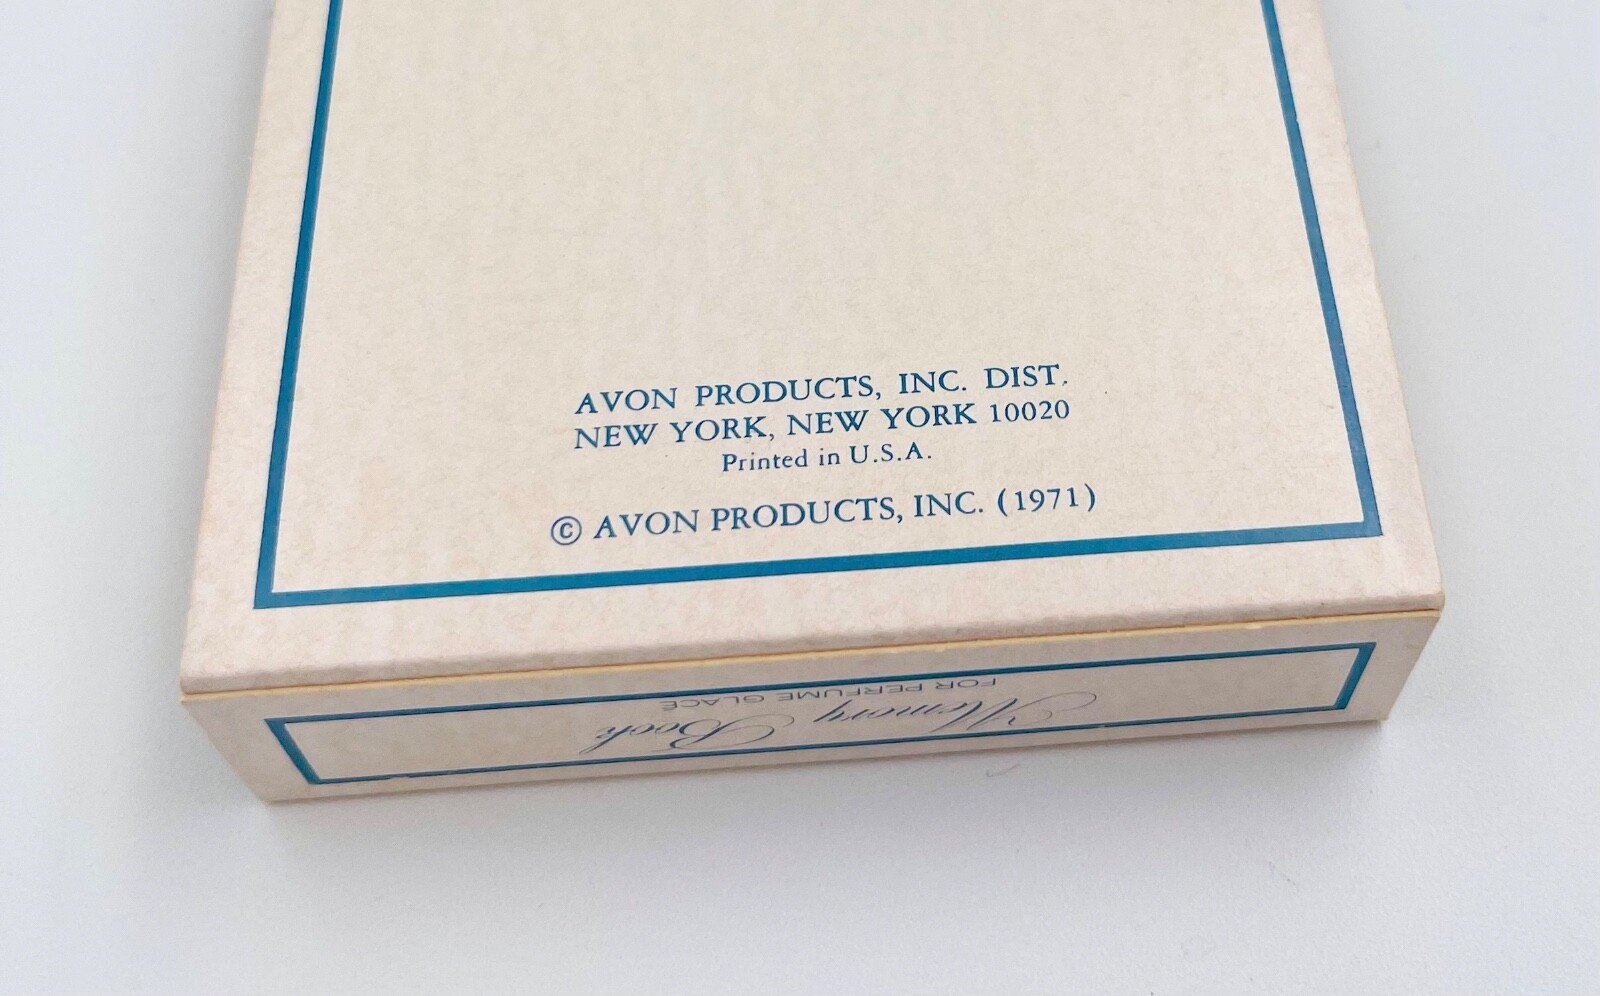 AVON PRODUCTS, INC. DIST.
NEW YORK, NEW YORK 10020
Printed in U.S.A.
© AVON PRODUCTS, INC. (1971)
Memory Book
FOR PERFUME GLACE